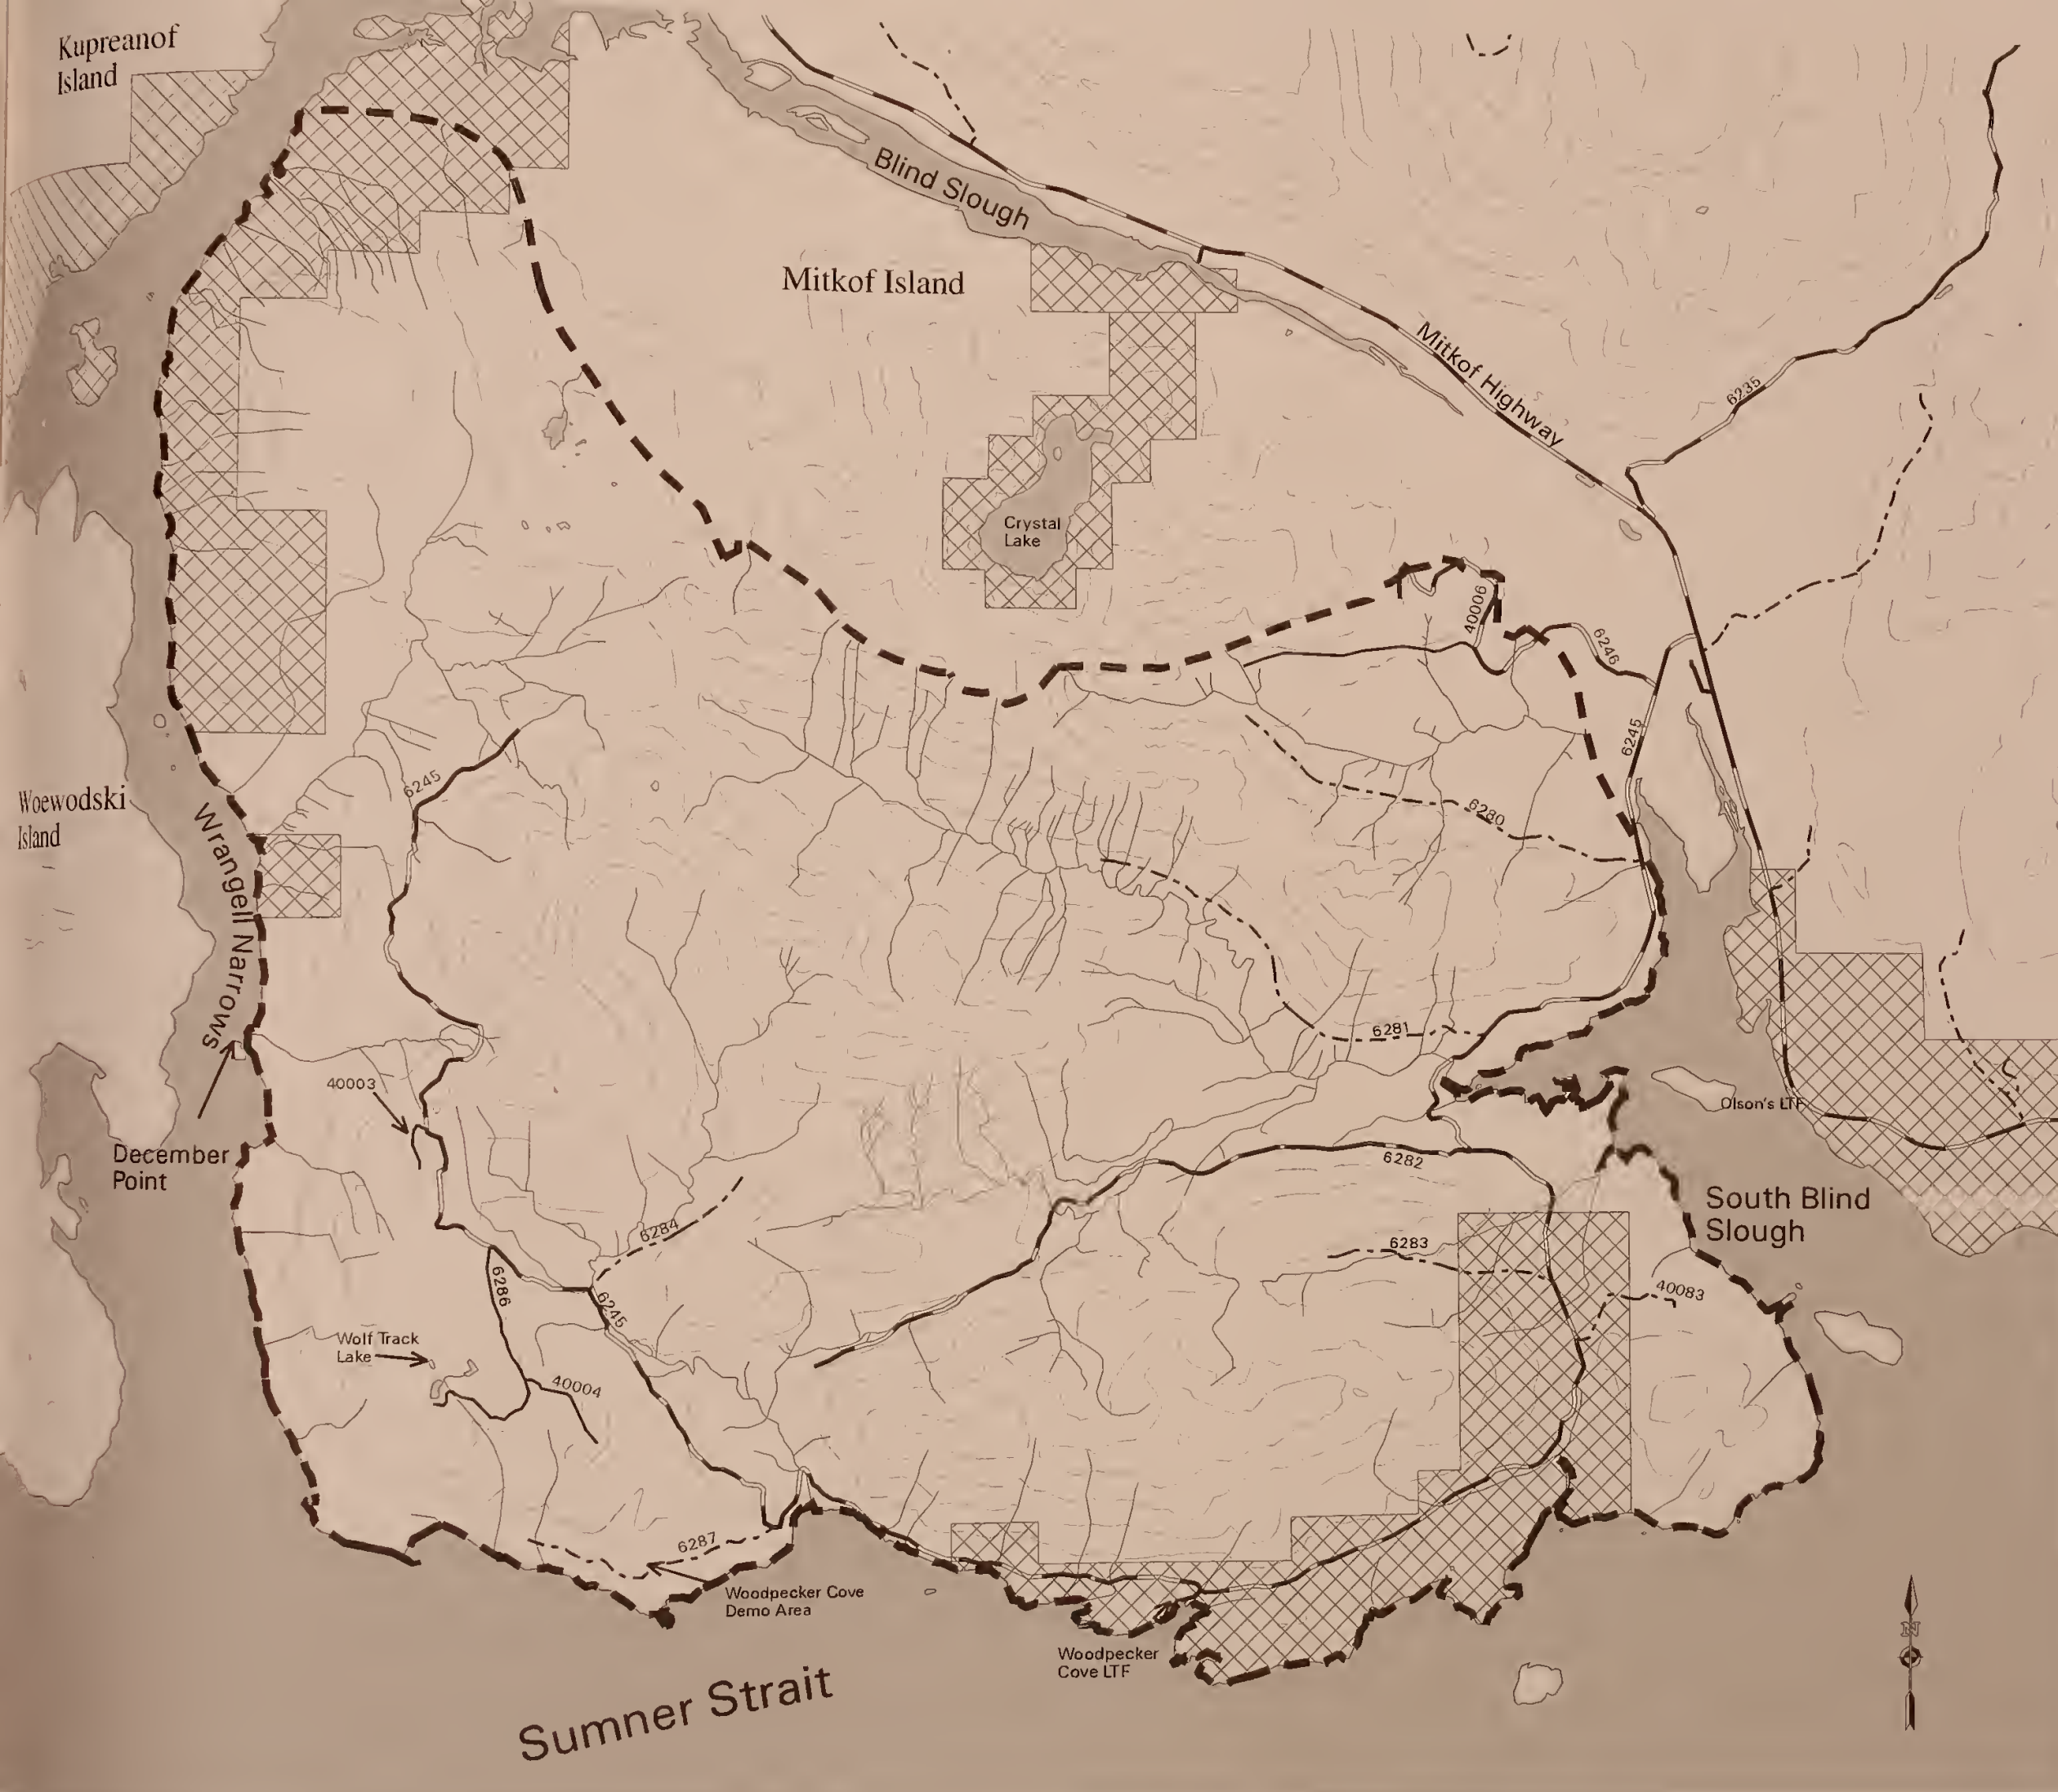 Kupreanof
Island
Blind Slough
Mitkof Island
Mitkof Highway
6235
Crystal
Lake
40006
6246
6245
6245
6280
Woewodski
Island
Wrangell Narrows
6281
40003
Olson's LTF
December
Point
6282
South Blind
Slough
6284
6283
6286
40083
6245
Wolf Track
Lake
40004
6287
Woodpecker Cove
Demo Area
Woodpecker
Cove LTF
N
Sumner Strait